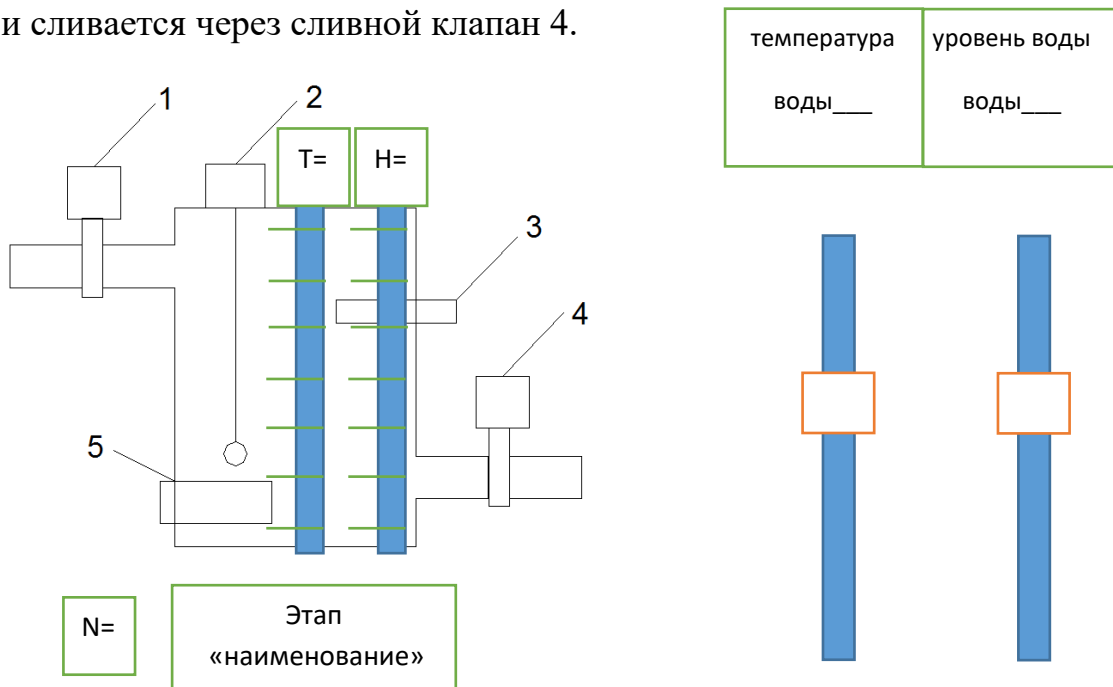 и сливается через сливной клапан 4.
температура
воды___
уровень воды
воды___
1
2
T=
H=
3
4
5
N=
Этап
«наименование»